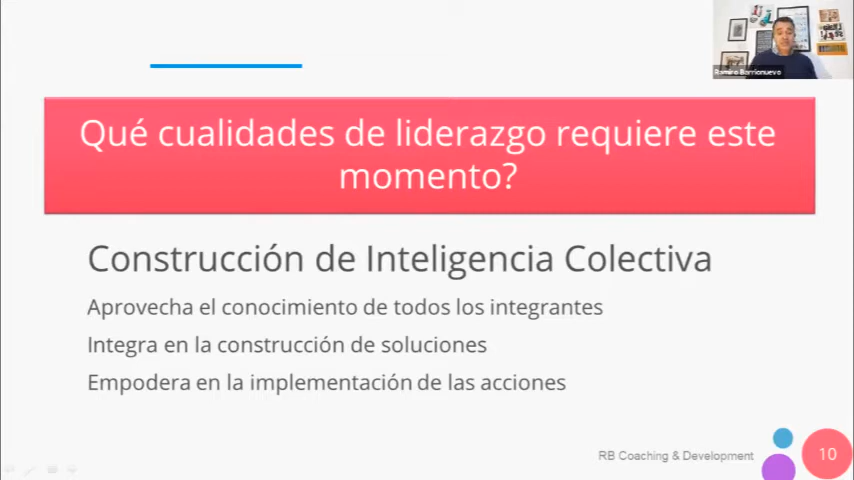 Ramiro Barrionuevo
Qué cualidades de liderazgo requiere este
momento?
Construcción de Inteligencia Colectiva
Aprovecha el conocimiento de todos los integrantes
Integra en la construcción de soluciones
Empodera en la implementación de las acciones
RB Coaching & Development
10